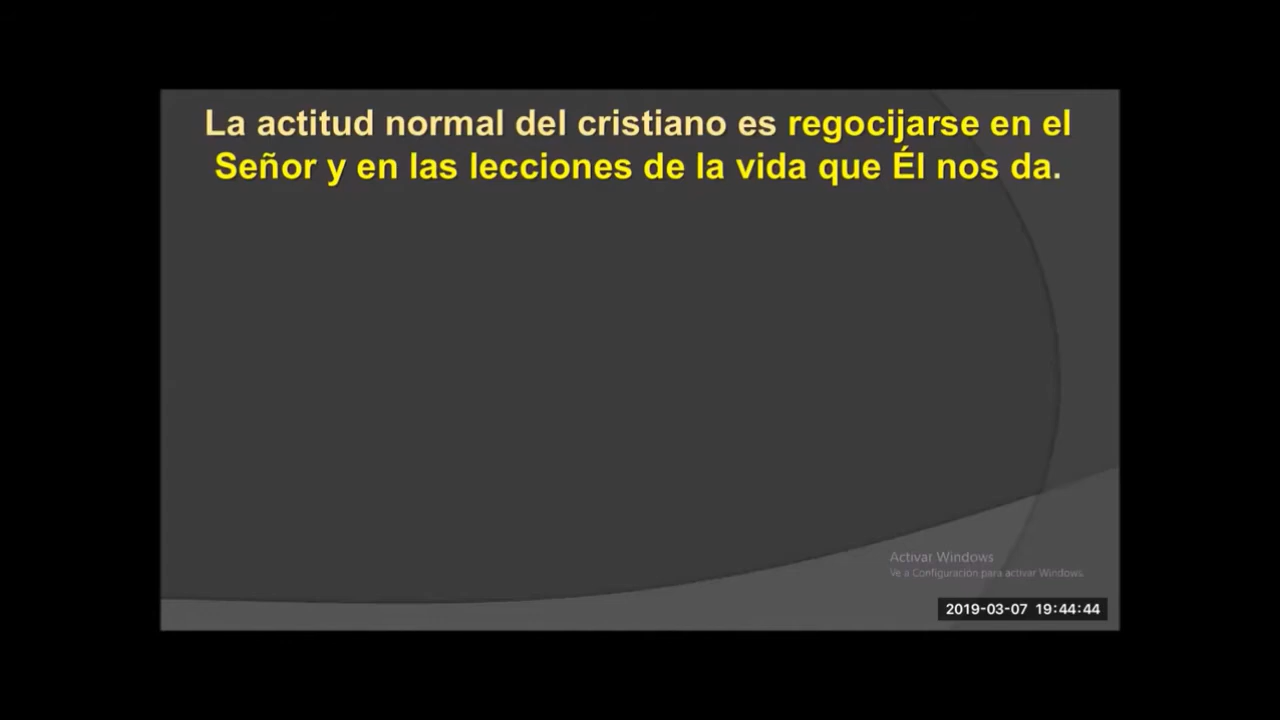 La actitud normal del cristiano es regocijarse en el
Señor y en las lecciones de la vida que Él nos da.
Activar Windows
Ve a Configuración para activar Windows.
2019-03-07 19:44:44